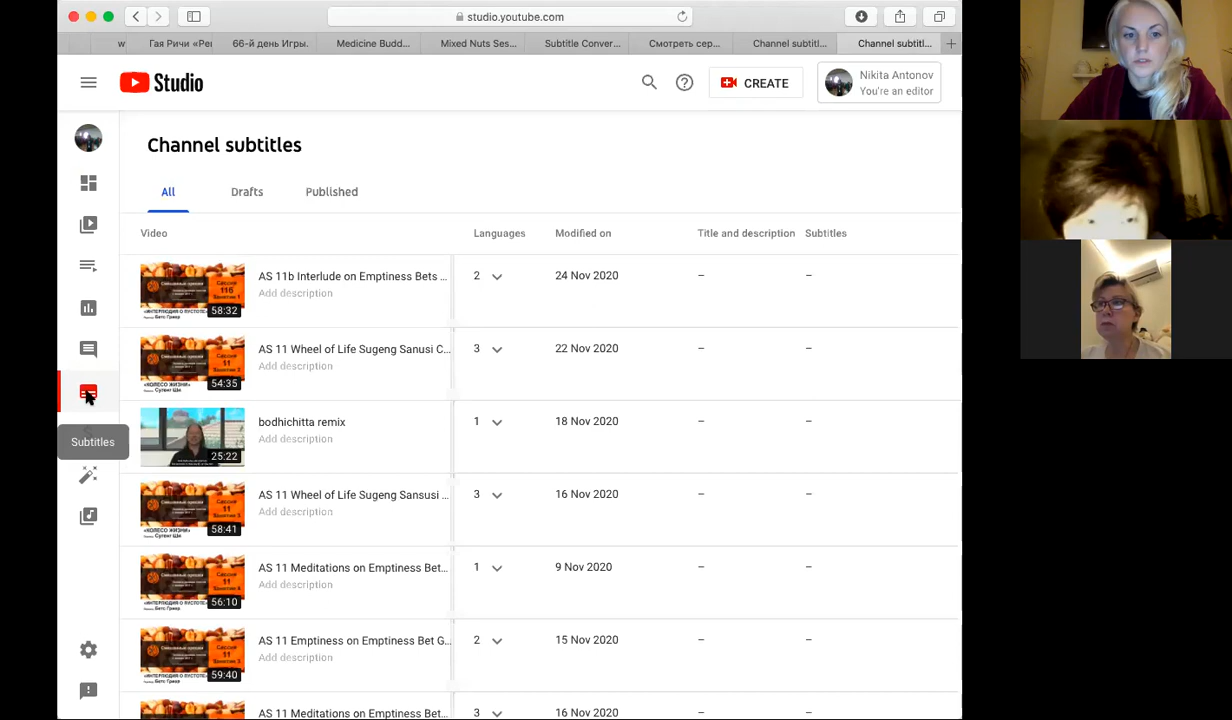 studio.youtube.com
w
Гая Ричи «Реі
66-й день Игры.
Medicine Budd...
Mixed Nuts Ses...
Subtitle Conver...
Смотреть сер...
Channel subtitl...
Channel subtitl...
Studio
CREATE
Nikita Antonov
You're an editor
Channel subtitles
All
Drafts
Published
Video
Languages
Modified on
Title and description
Subtitles
AS 11b Interlude on Emptiness Bets ...
2
24 Nov 2020
–
–
Add description
58:32
AS 11 Wheel of Life Sugeng Sanusi C...
3
22 Nov 2020
–
–
Add description
54:35
bodhichitta remix
1
18 Nov 2020
–
–
Add description
25:22
Subtitles
AS 11 Wheel of Life Sugeng Sansusi ...
3
16 Nov 2020
–
–
Add description
58:41
AS 11 Meditations on Emptiness Bet...
1
9 Nov 2020
–
–
Add description
56:10
AS 11 Emptiness on Emptiness Bet G...
2
15 Nov 2020
–
–
Add description
59:40
AS 11 Meditations on Emptiness Bet...
3
16 Nov 2020
–
–